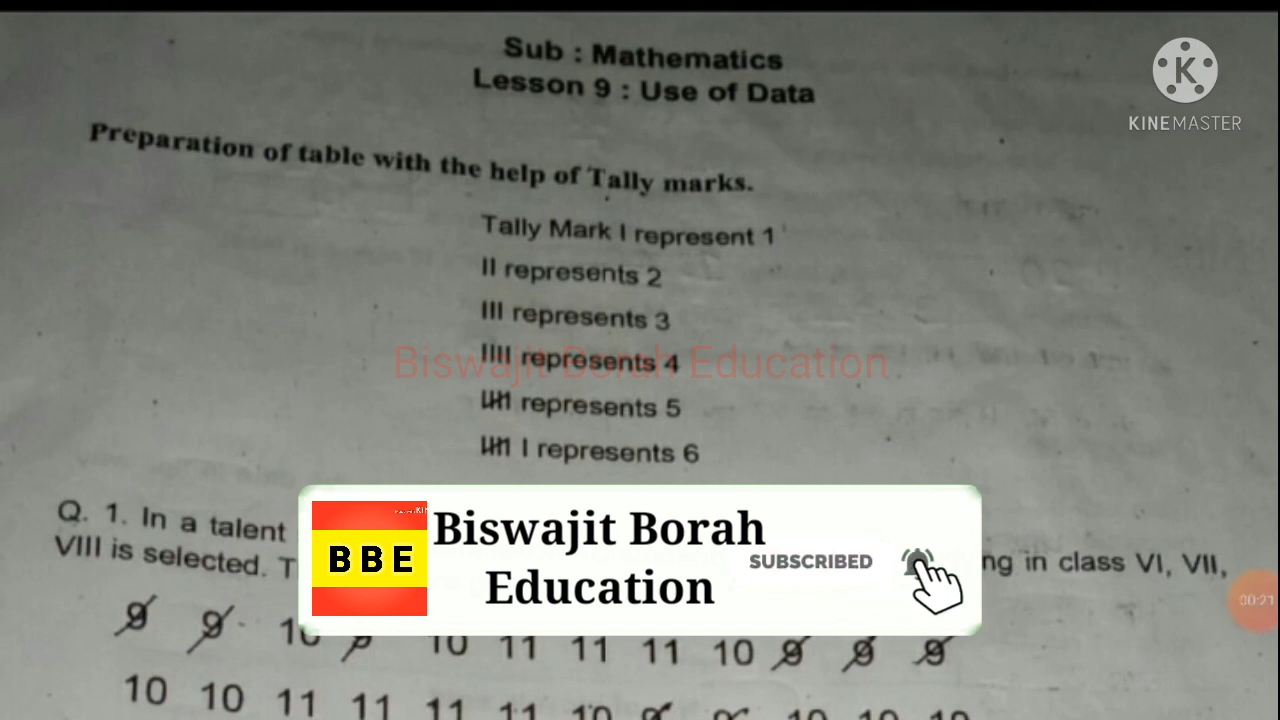 Sub : Mathematics
Lesson 9 : Use of Data
KINEMASTER
Preparation of table with the help of Tally marks.
Tally Mark I represent 1
II represents 2
III represents 3
IIII represents 4
Biswajit Borah Education
represents 5
I represents 6
Q. 1. In a talent
VIII is selected.
ng in class VI, VII,
BBE
Biswajit Borah
Education
SUBSCRIBED
00:21
9 9 10 9 10 11 11 11 10 9 9 9
10 10 11 11 11 11 10